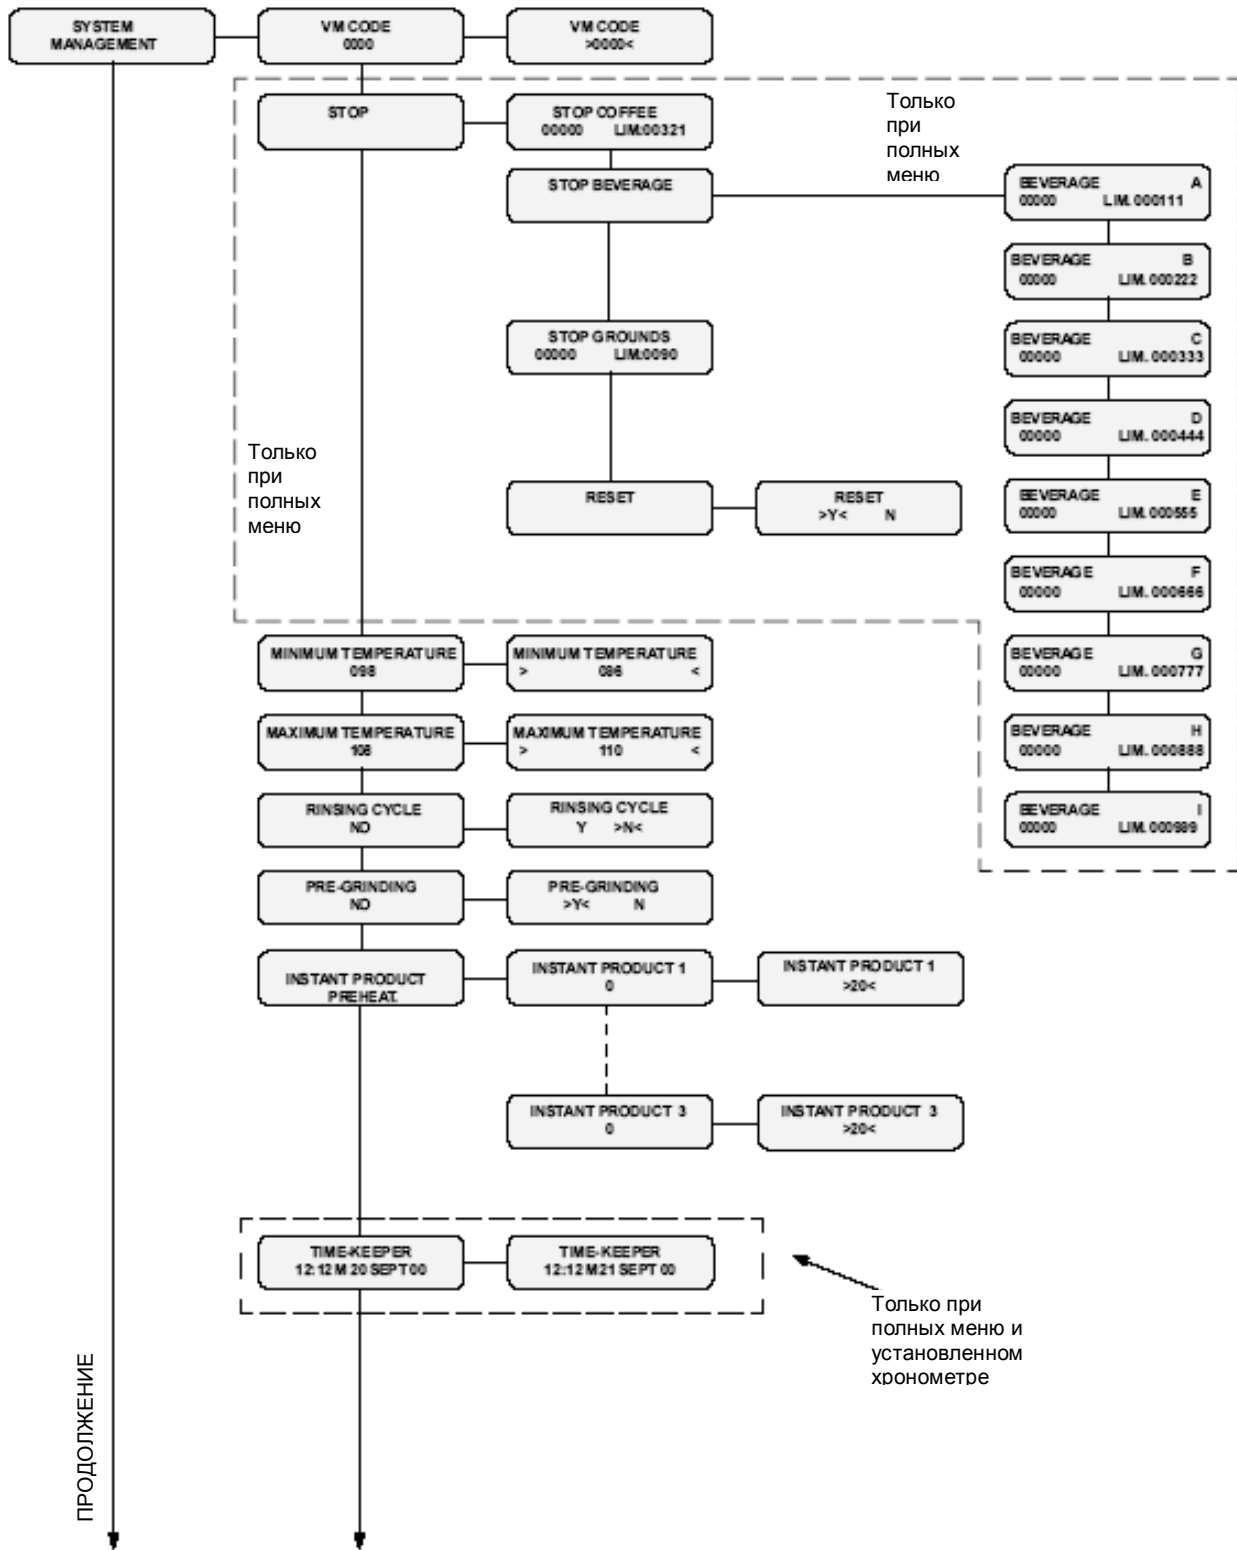 SYSTEM
MANAGEMENT
VM CODE
0000
VM CODE
>0000<
STOP
STOP COFFEE
00000 LIM:00321
Только
при
полных
меню
STOP BEVERAGE
BEVERAGE A
00000 LIM. 000111
BEVERAGE B
00000 LIM. 000222
STOP GROUNDS
00000 LIM:0090
BEVERAGE C
00000 LIM. 000333
BEVERAGE D
00000 LIM. 000444
Только
при
полных
меню
RESET
RESET
>Y< N
BEVERAGE E
00000 LIM. 000555
BEVERAGE F
00000 LIM. 000666
MINIMUM TEMPERATURE
098
MINIMUM TEMPERATURE
> 086 <
BEVERAGE G
00000 LIM. 000777
MAXIMUM TEMPERATURE
108
MAXIMUM TEMPERATURE
> 110 <
BEVERAGE H
00000 LIM. 000888
RINSING CYCLE
NO
RINSING CYCLE
Y >N<
BEVERAGE I
00000 LIM. 000989
PRE-GRINDING
NO
PRE-GRINDING
>Y< N
INSTANT PRODUCT
PREHEAT.
INSTANT PRODUCT 1
0
INSTANT PRODUCT 1
>20<
INSTANT PRODUCT 3
0
INSTANT PRODUCT 3
>20<
TIME-KEEPER
12:12 M 20 SEPT 00
TIME-KEEPER
12:12 M 21 SEPT 00
Только при
полных меню и
установленном
хронометре
ПРОДОЛЖЕНИЕ